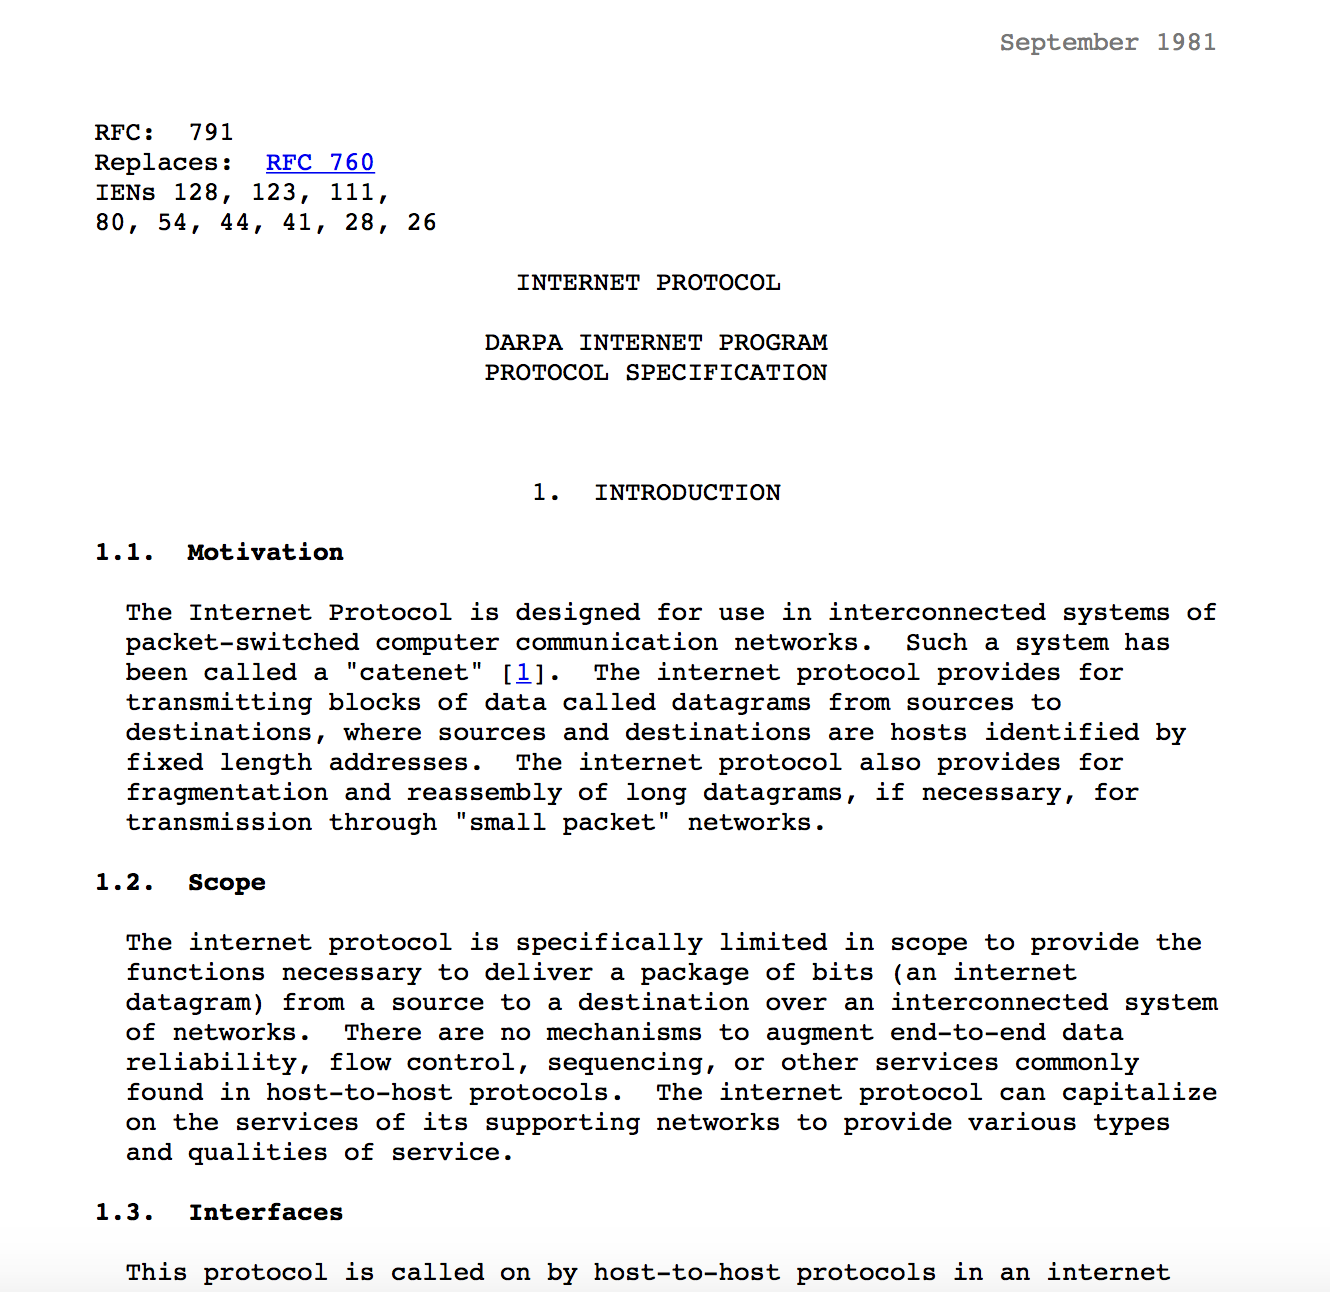 September 1981
RFC: 791
Replaces: RFC 760
IENs 128, 123, 111,
80, 54, 44, 41, 28, 26
INTERNET PROTOCOL
DARPA INTERNET PROGRAM
PROTOCOL SPECIFICATION
1. INTRODUCTION
1.1. Motivation
The Internet Protocol is designed for use in interconnected systems of
packet-switched computer communication networks. Such a system has
been called a "catenet" [1]. The internet protocol provides for
transmitting blocks of data called datagrams from sources to
destinations, where sources and destinations are hosts identified by
fixed length addresses. The internet protocol also provides for
fragmentation and reassembly of long datagrams, if necessary, for
transmission through "small packet" networks.
1.2. Scope
The internet protocol is specifically limited in scope to provide the
functions necessary to deliver a package of bits (an internet
datagram) from a source to a destination over an interconnected system
of networks. There are no mechanisms to augment end-to-end data
reliability, flow control, sequencing, or other services commonly
found in host-to-host protocols. The internet protocol can capitalize
on the services of its supporting networks to provide various types
and qualities of service.
1.3. Interfaces
This protocol is called on by host-to-host protocols in an internet